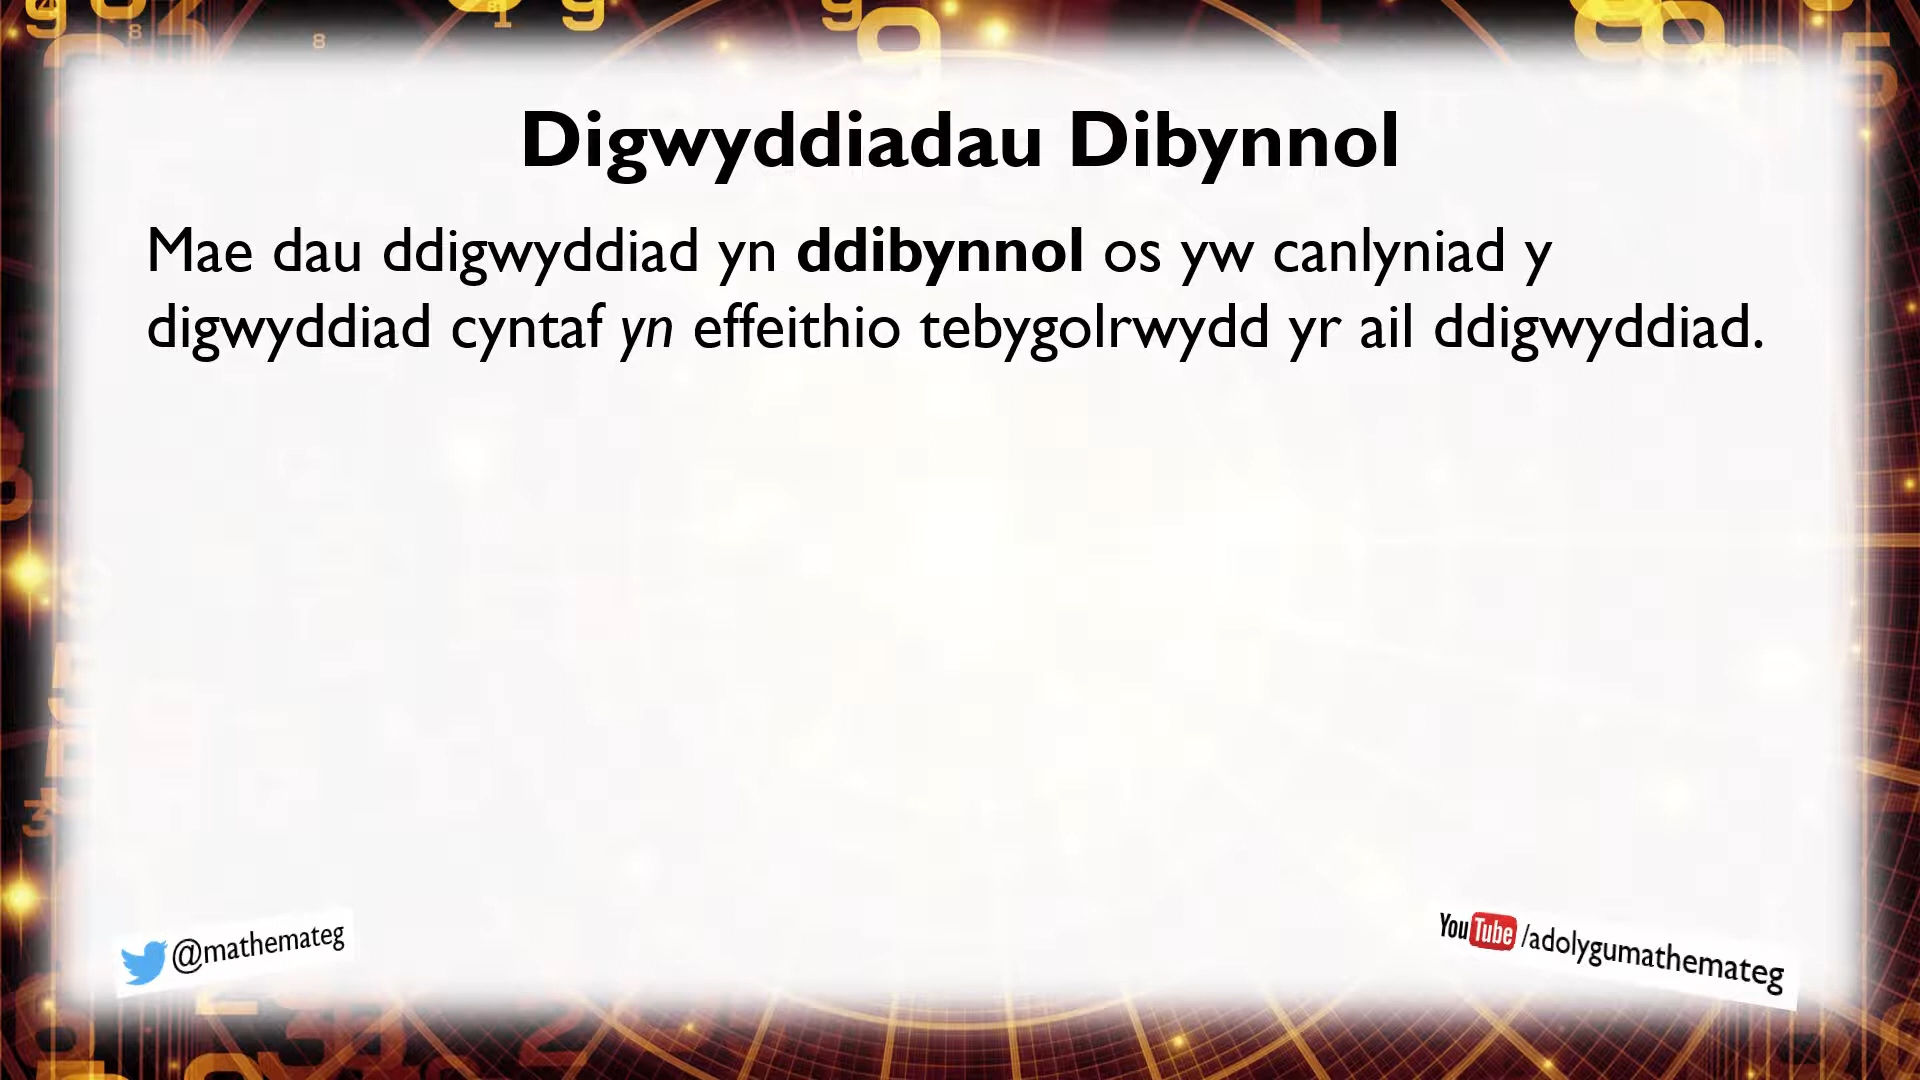 Digwyddiadau Dibynnol
Mae dau ddigwyddiad yn ddibynnol os yw canlyniad y
digwyddiad cyntaf yn effeithio tebygolrwydd yr ail ddigwyddiad.
@mathemateg
YouTube /adolygumathemateg